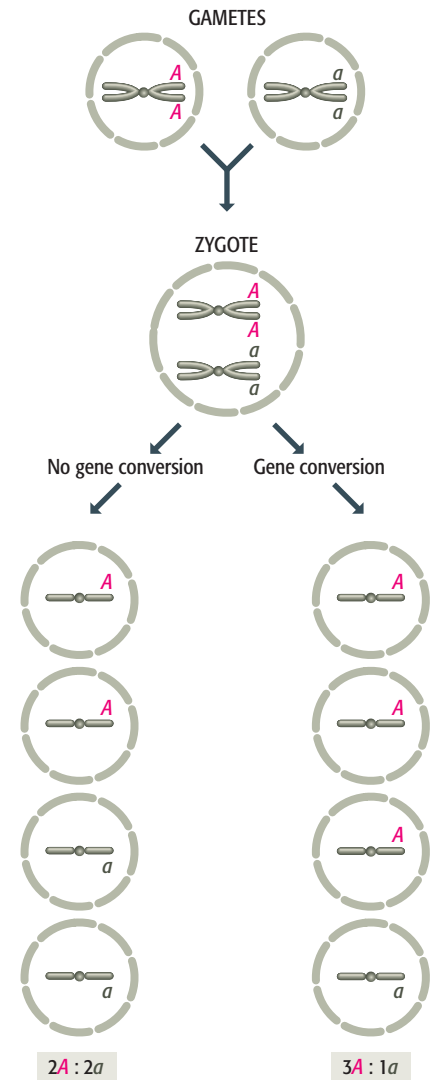 GAMETES
A a
A a
ZYGOTE
A
A
a
a
No gene conversion Gene conversion
A A
A A
a A
a a
2A : 2a 3A : 1a